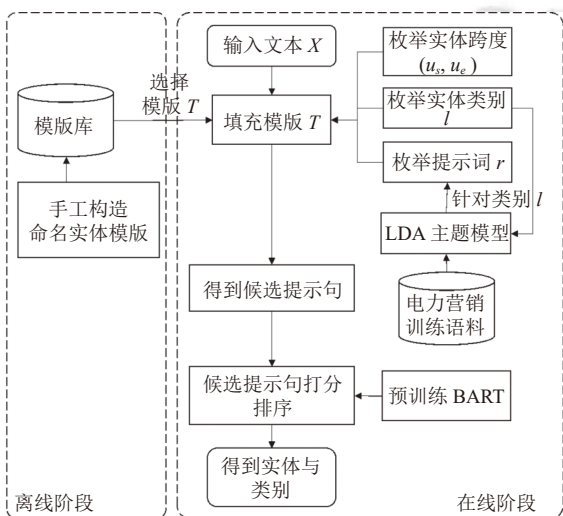 输入文本 X
枚举实体跨度
(uₛ, uₑ)
选择
模版 T
模版库
填充模版 T
枚举实体类别
l
枚举提示词 r
手工构造
命名实体模版
针对类别 l
LDA 主题模型
得到候选提示句
电力营销
训练语料
候选提示句打分
排序
预训练 BART
得到实体与
类别
离线阶段
在线阶段